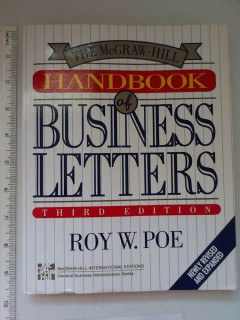 THE McGRAW-HILL
HANDBOOK
of
BUSINESS
LETTERS
THIRD EDITION
ROY W. POE
NEWLY REVISED
AND EXPANDED
McGRAW-HILL INTERNATIONAL EDITIONS
General Business Administration Series